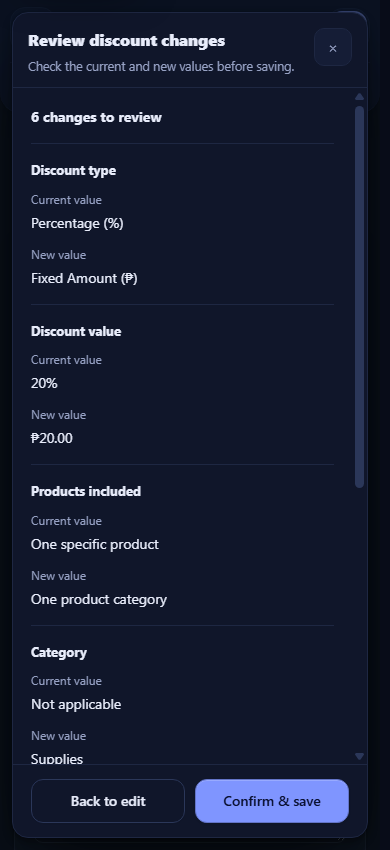 Review discount changes
×
Check the current and new values before saving.
6 changes to review
Discount type
Current value
Percentage (%)
New value
Fixed Amount (₱)
Discount value
Current value
20%
New value
₱20.00
Products included
Current value
One specific product
New value
One product category
Category
Current value
Not applicable
New value
Supplies
Back to edit
Confirm & save